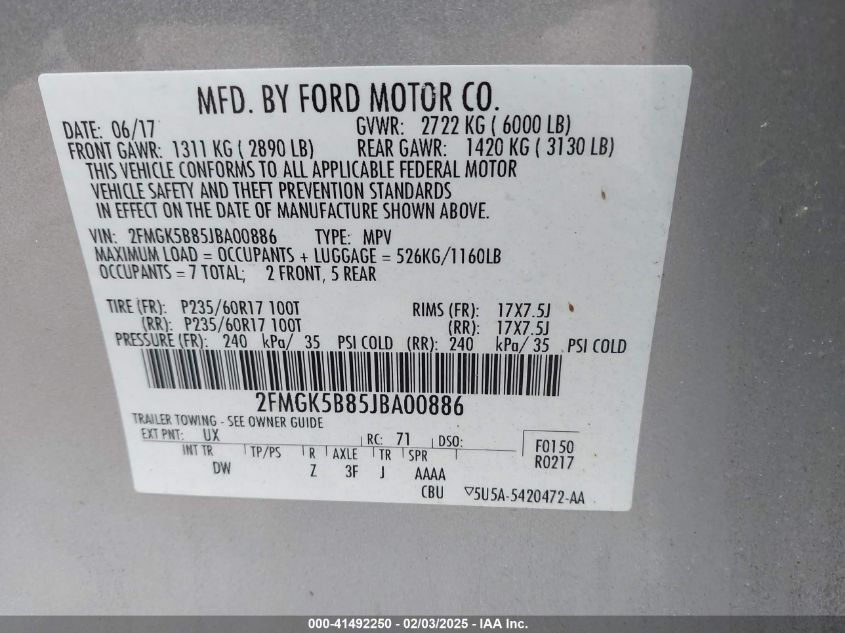 MFD. BY FORD MOTOR CO.
DATE: 06/17 GVWR: 2722 KG ( 6000 LB)
FRONT GAWR: 1311 KG ( 2890 LB) REAR GAWR: 1420 KG ( 3130 LB)
THIS VEHICLE CONFORMS TO ALL APPLICABLE FEDERAL MOTOR
VEHICLE SAFETY AND THEFT PREVENTION STANDARDS
IN EFFECT ON THE DATE OF MANUFACTURE SHOWN ABOVE.
VIN: 2FMGK5B85JBA00886 TYPE: MPV
MAXIMUM LOAD = OCCUPANTS + LUGGAGE = 526KG/1160LB
OCCUPANTS = 7 TOTAL; 2 FRONT, 5 REAR
TIRE (FR): P235/60R17 100T RIMS (FR): 17X7.5J
(RR): P235/60R17 100T (RR): 17X7.5J
PRESSURE (FR): 240 kPa/ 35 PSI COLD (RR): 240 kPa/ 35 PSI COLD
2FMGK5B85JBA00886
TRAILER TOWING - SEE OWNER GUIDE
EXT PNT: UX RC: 71 DSO: F0150
INT TR TP/PS R AXLE TR SPR R0217
DW Z 3F J AAAA
CBU ▽5U5A-5420472-AA
000-41492250 - 02/03/2025 - IAA Inc.